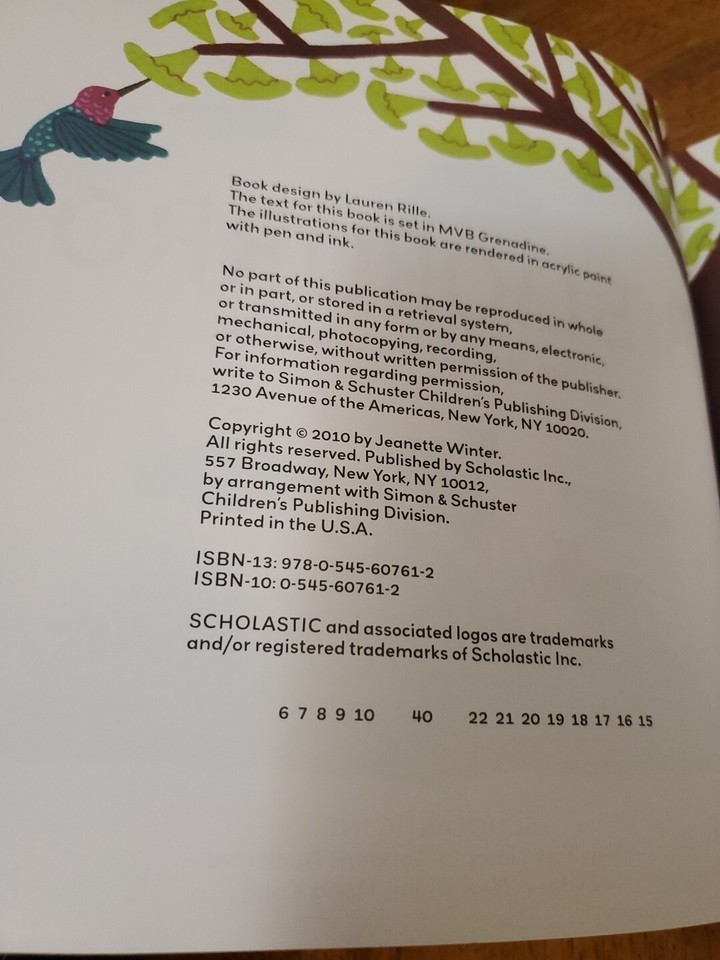 Book design by Lauren Rille.
The text for this book is set in MVB Grenadine.
The illustrations for this book are rendered in acrylic paint
with pen and ink.
No part of this publication may be reproduced in whole
or in part, or stored in a retrieval system,
or transmitted in any form or by any means, electronic,
mechanical, photocopying, recording,
or otherwise, without written permission of the publisher.
For information regarding permission,
write to Simon & Schuster Children's Publishing Division,
1230 Avenue of the Americas, New York, NY 10020.
Copyright © 2010 by Jeanette Winter.
All rights reserved. Published by Scholastic Inc.,
557 Broadway, New York, NY 10012,
by arrangement with Simon & Schuster
Children's Publishing Division.
Printed in the U.S.A.
ISBN-13: 978-0-545-60761-2
ISBN-10: 0-545-60761-2
SCHOLASTIC and associated logos are trademarks
and/or registered trademarks of Scholastic Inc.
6 7 8 9 10 40 22 21 20 19 18 17 16 15